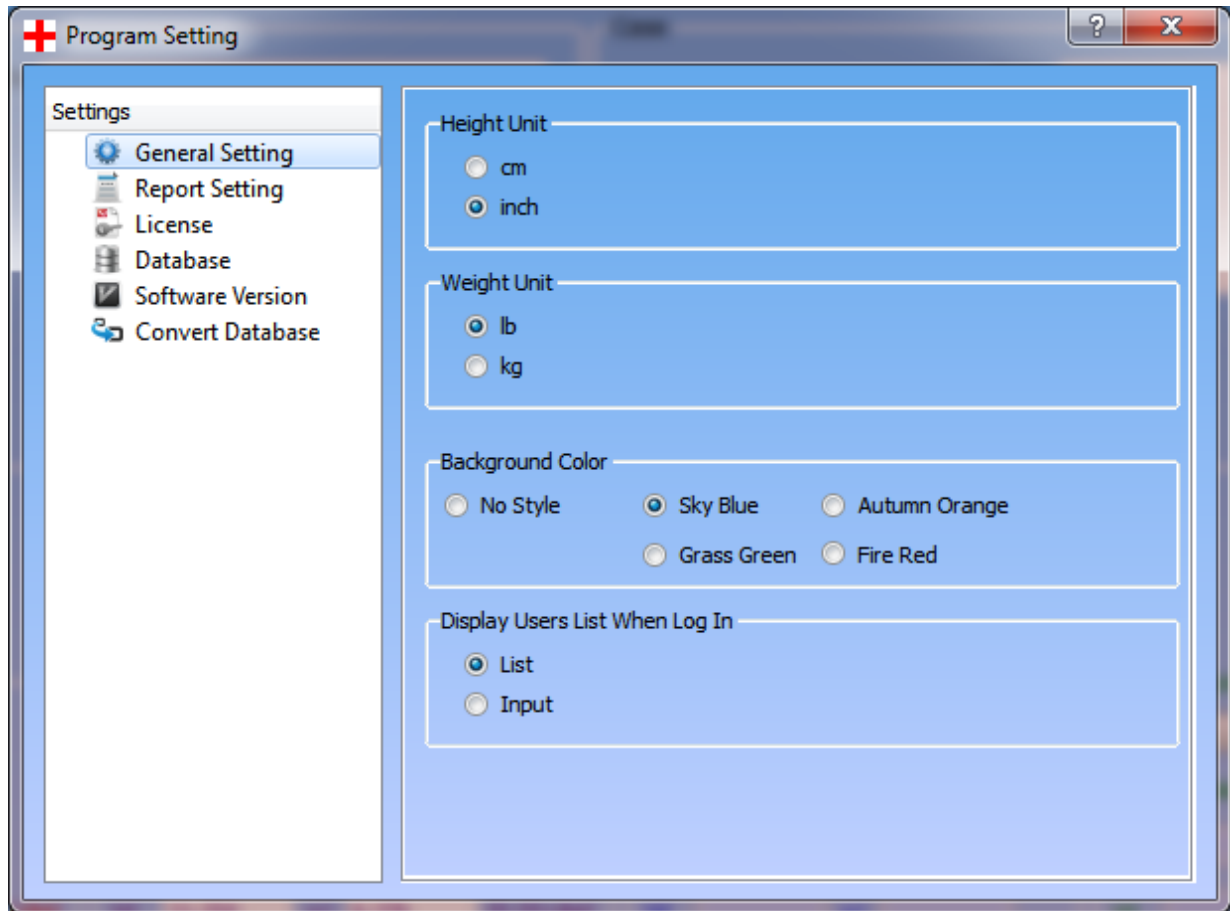 Program Setting
Settings
General Setting
Report Setting
License
Database
Software Version
Convert Database
Height Unit
cm
inch
Weight Unit
lb
kg
Background Color
No Style Sky Blue Autumn Orange
Grass Green Fire Red
Display Users List When Log In
List
Input